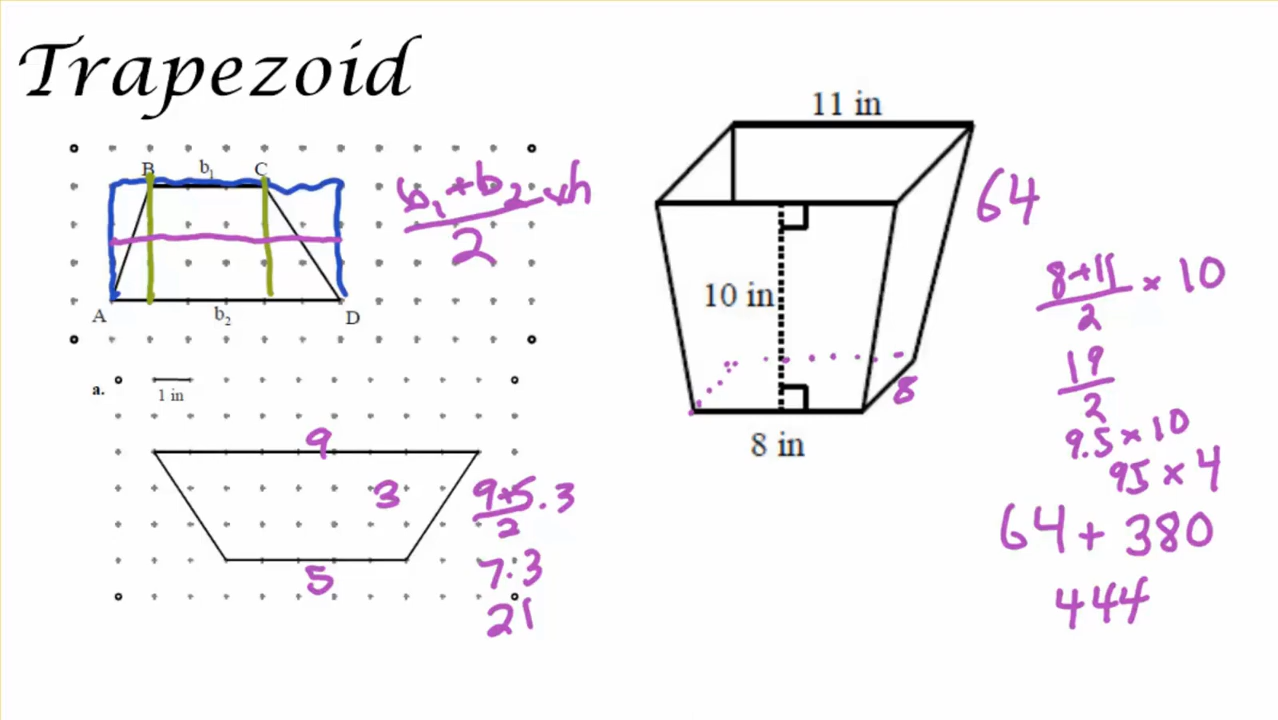 Trapezoid
B b₁ C
A b₂ D
b₁+b₂ xh
2
a.
1 in
9
3
5
9+5 . 3
2
7.3
21
11 in
10 in
8
8 in
64
8+11 × 10
2
19
2
9.5 × 10
95 × 4
64 + 380
444